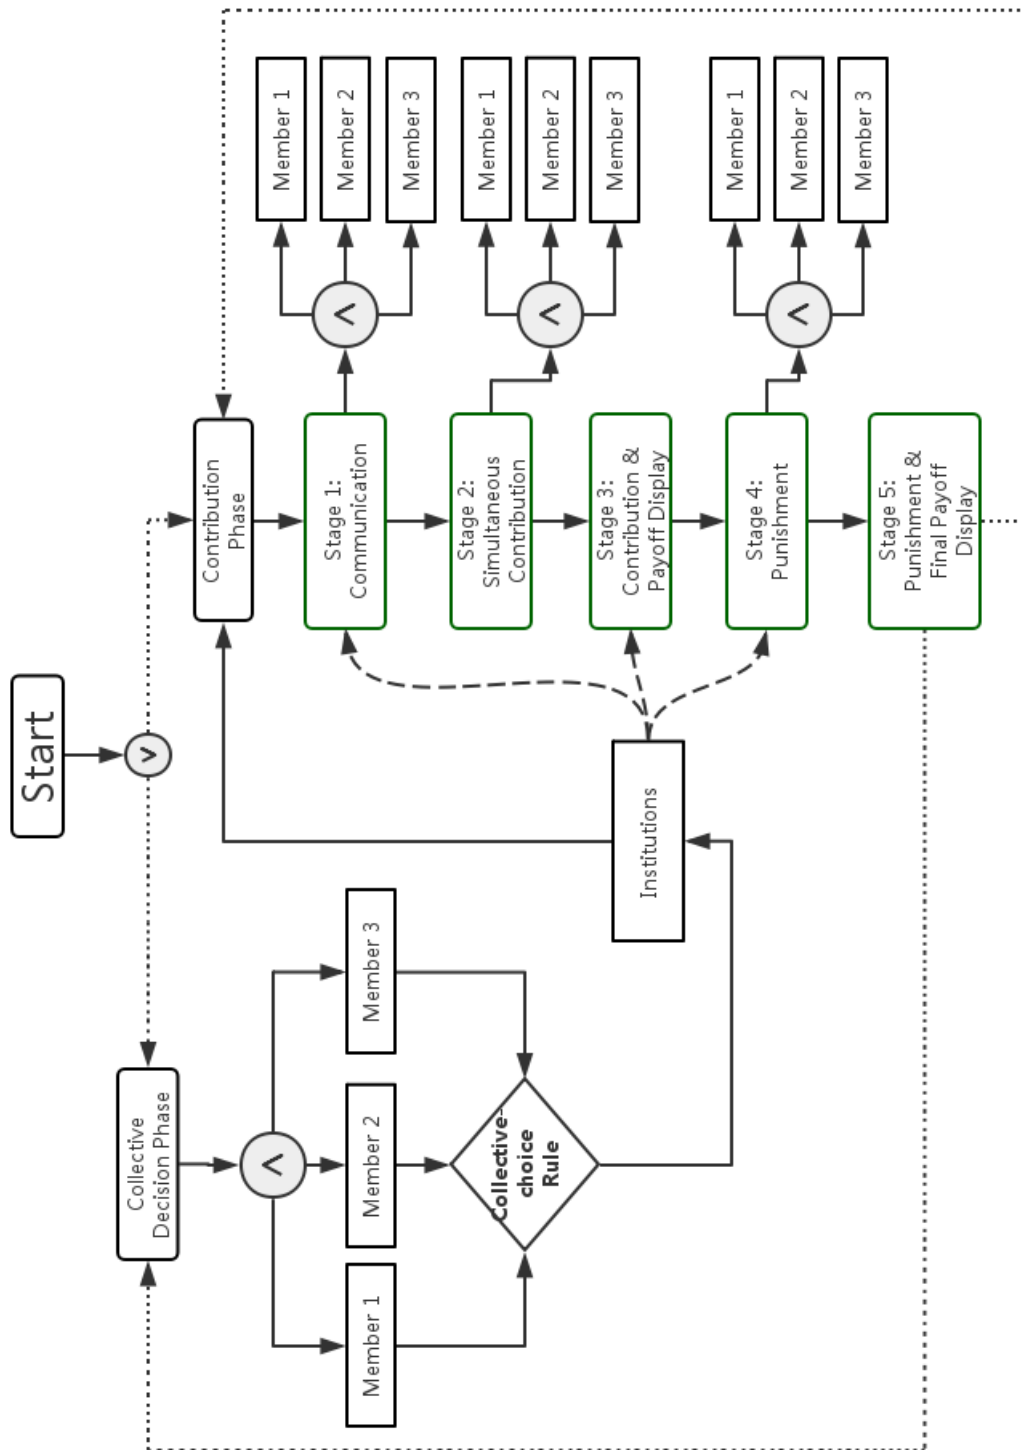 Start
∨
Collective
Decision Phase
∧
Member 1
Member 2
Member 3
Collective-
choice
Rule
Institutions
Contribution
Phase
Stage 1:
Communication
∧
Member 1
Member 2
Member 3
Stage 2:
Simultaneous
Contribution
∧
Member 1
Member 2
Member 3
Stage 3:
Contribution &
Payoff Display
Stage 4:
Punishment
∧
Member 1
Member 2
Member 3
Stage 5:
Punishment &
Final Payoff
Display